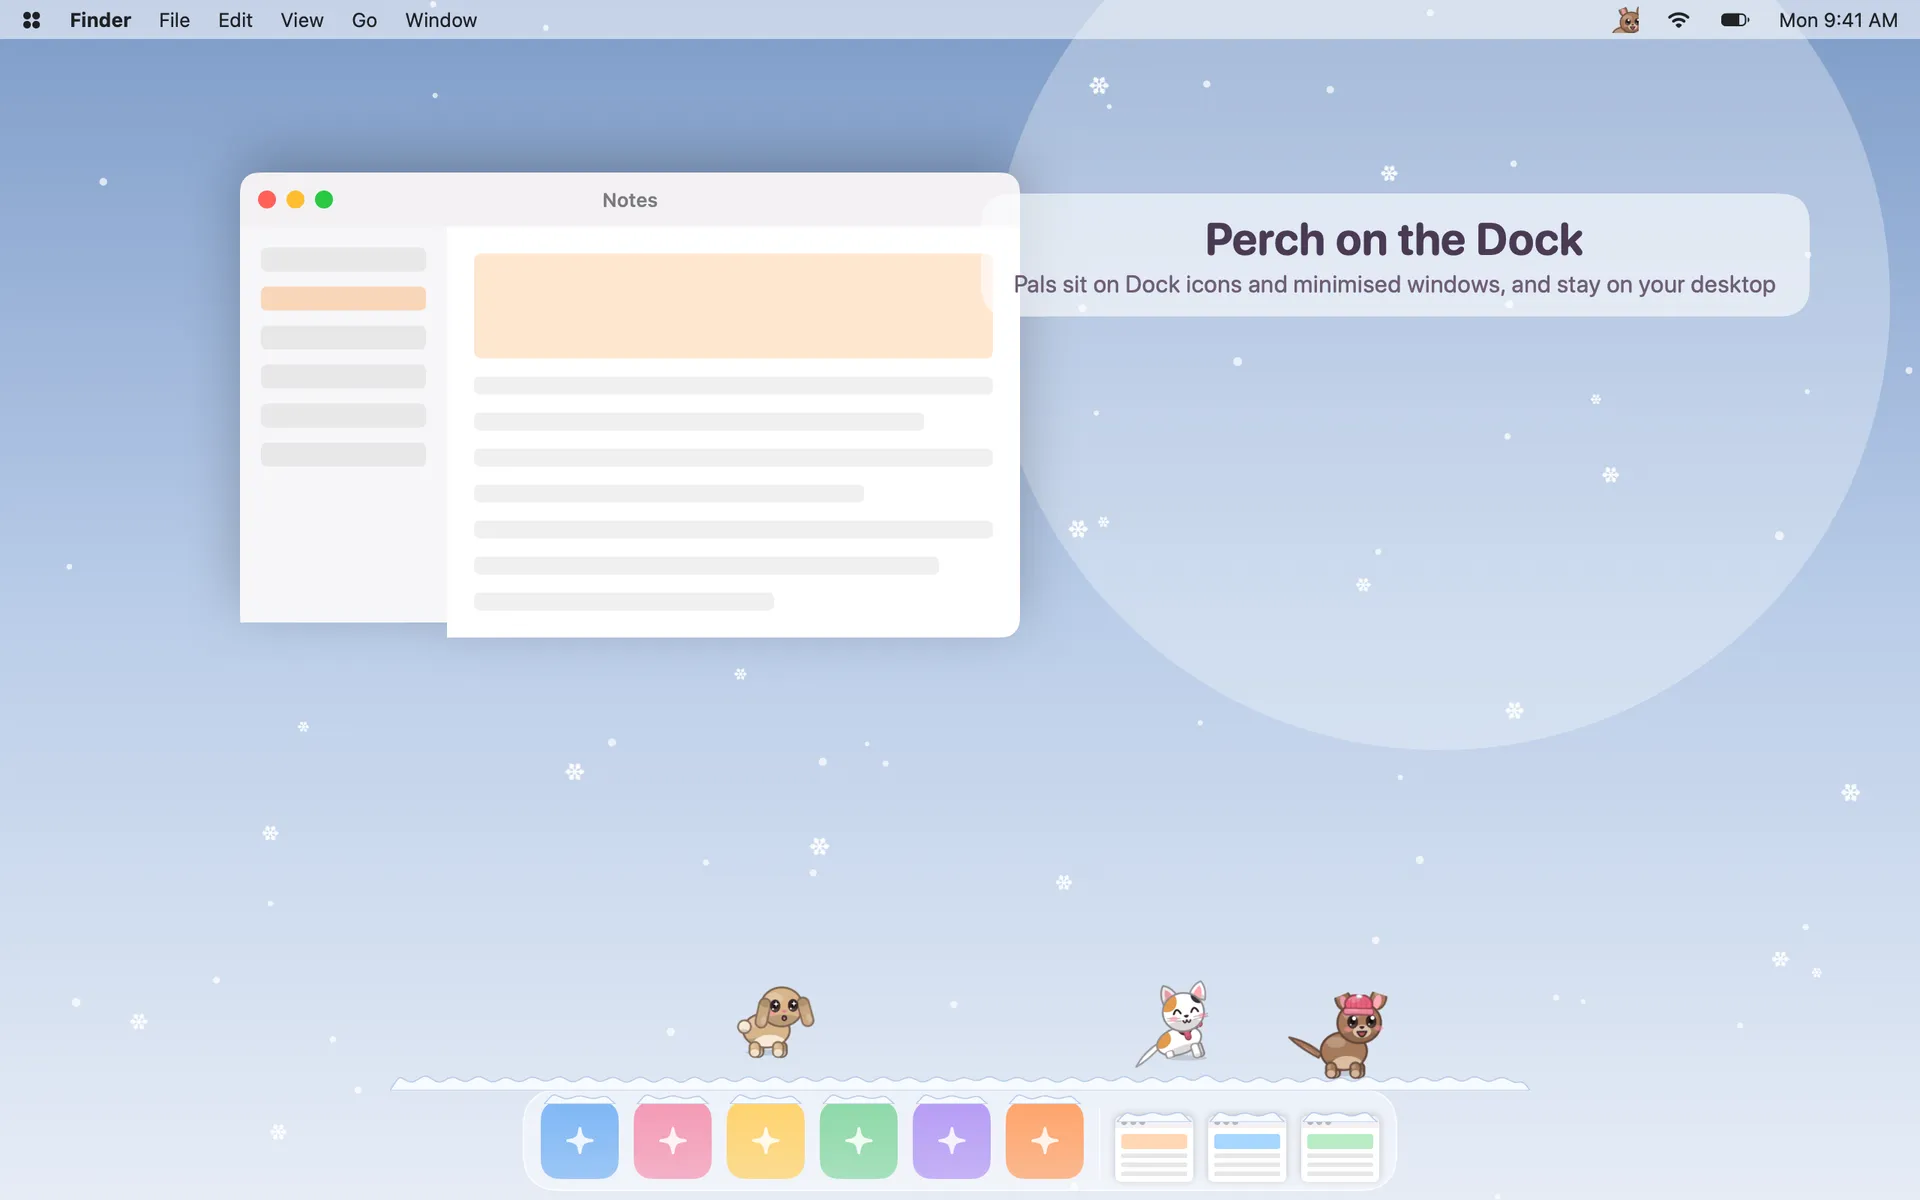 Finder File Edit View Go Window Mon 9:41 AM
Notes
Perch on the Dock
Pals sit on Dock icons and minimised windows, and stay on your desktop